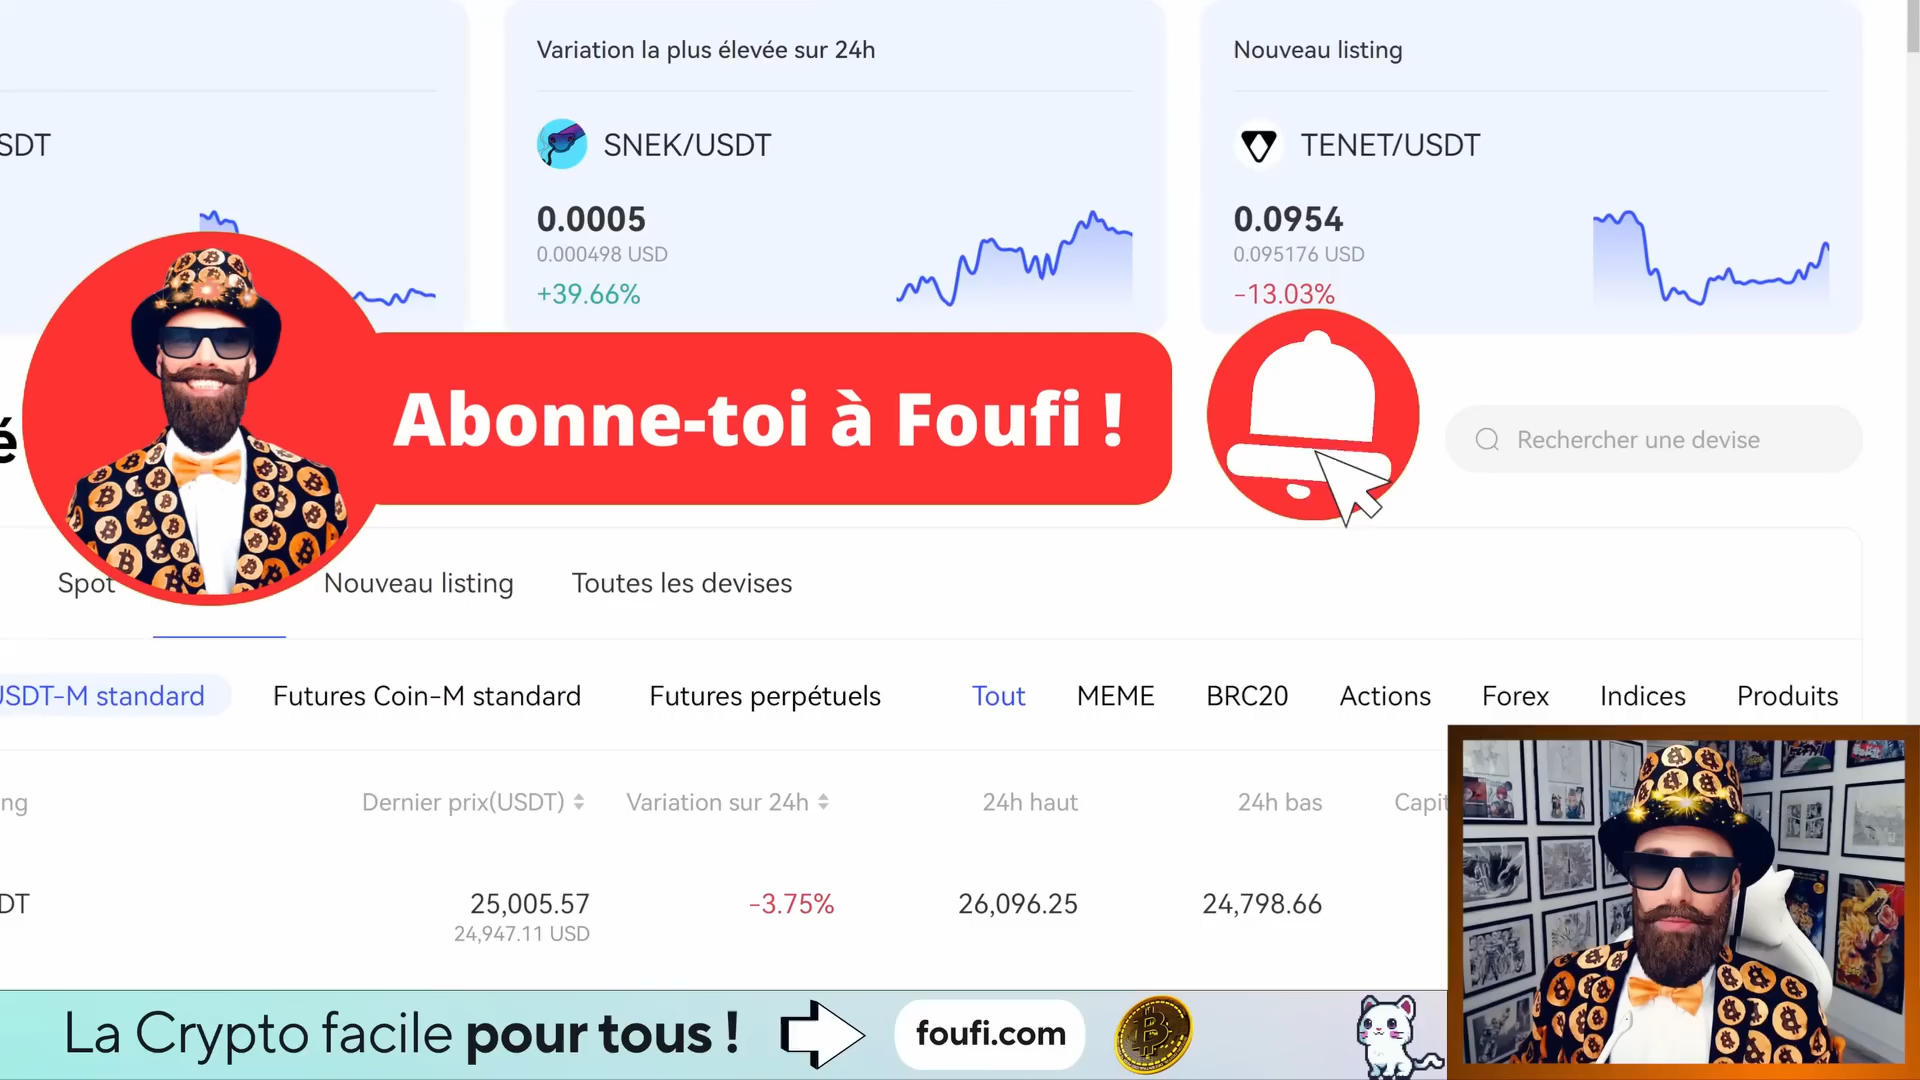 Variation la plus élevée sur 24h
Nouveau listing
SDT
SNEK/USDT
TENET/USDT
0.0005
0.0954
0.000498 USD
0.095176 USD
+39.66%
-13.03%
é
Abonne-toi à Foufi !
Rechercher une devise
Spot
Nouveau listing
Toutes les devises
USDT-M standard
Futures Coin-M standard
Futures perpétuels
Tout
MEME
BRC20
Actions
Forex
Indices
Produits
ng
Dernier prix(USDT)
Variation sur 24h
24h haut
24h bas
Capit
DT
25,005.57
-3.75%
26,096.25
24,798.66
24,947.11 USD
La Crypto facile pour tous !
foufi.com